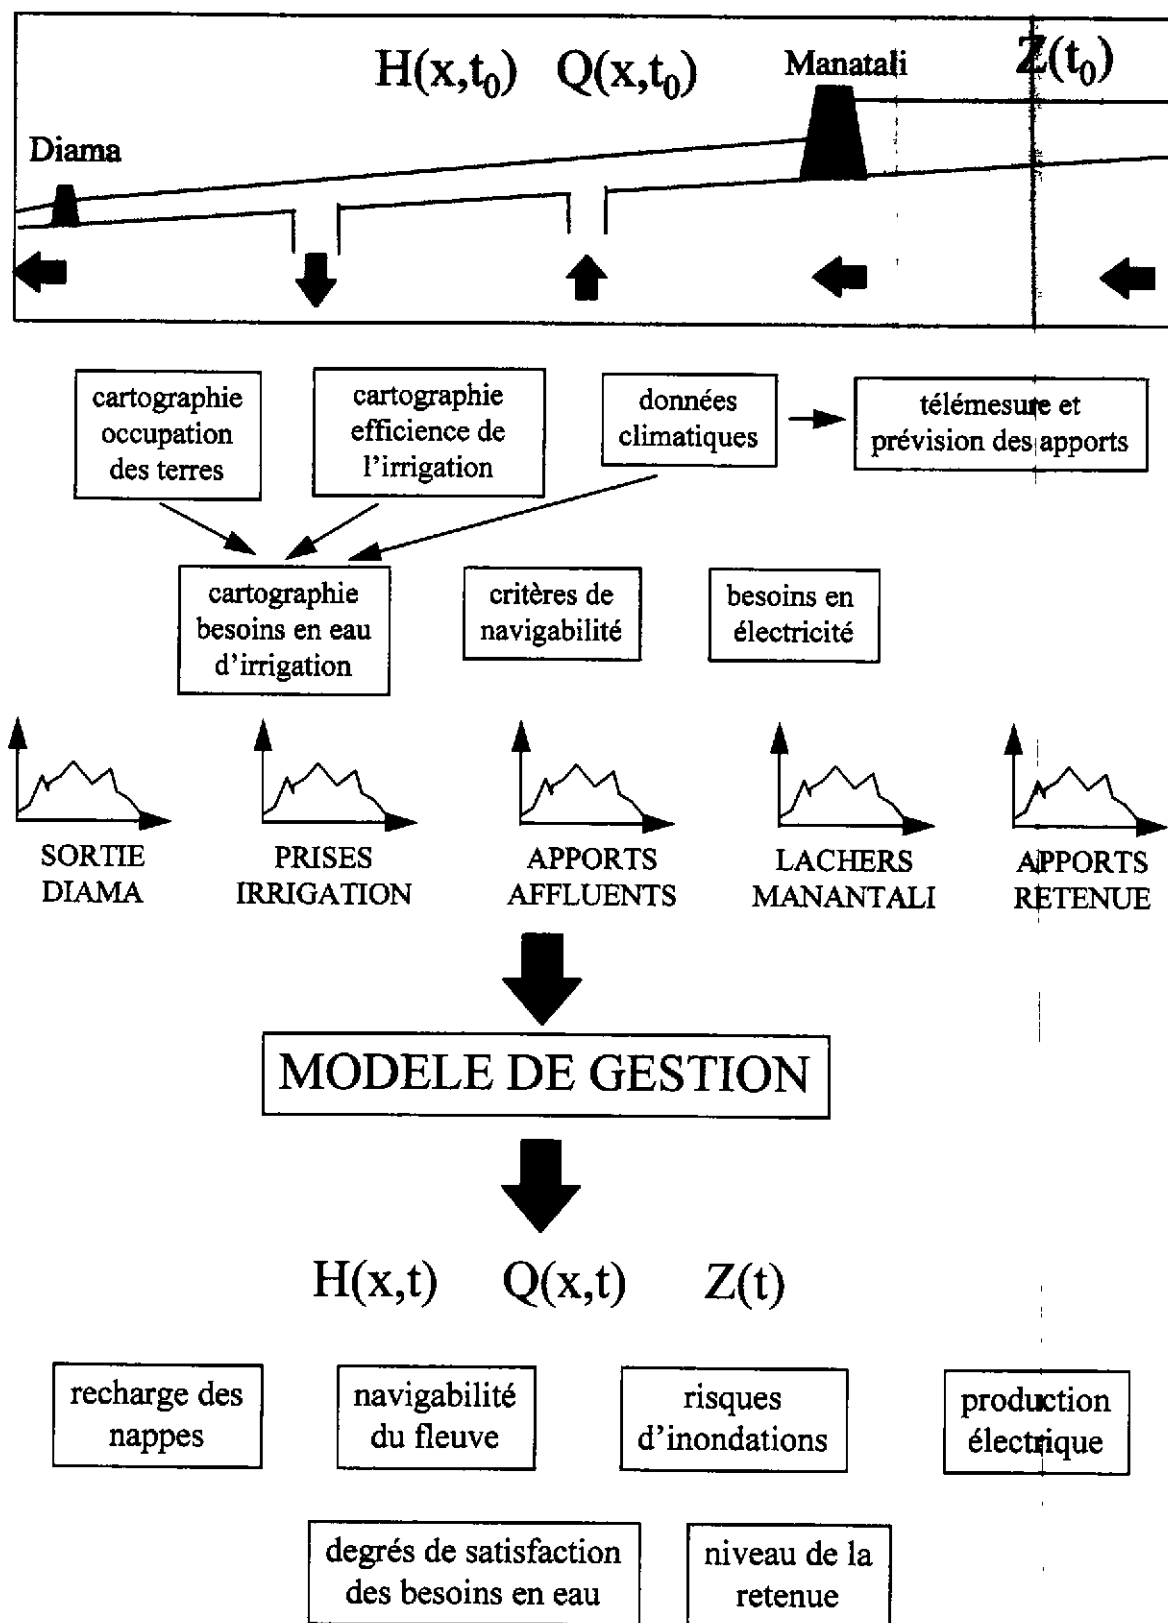 H(x,t₀) Q(x,t₀) Manatali Z(t₀)
Diama
cartographie
occupation
des terres
cartographie
efficience de
l'irrigation
données
climatiques
télémesure et
prévision des apports
cartographie
besoins en eau
d'irrigation
critères de
navigabilité
besoins en
électricité
SORTIE
DIAMA
PRISES
IRRIGATION
APPORTS
AFFLUENTS
LACHERS
MANANTALI
APPORTS
RETENUE
MODELE DE GESTION
H(x,t) Q(x,t) Z(t)
recharge des
nappes
navigabilité
du fleuve
risques
d'inondations
production
électrique
degrés de satisfaction
des besoins en eau
niveau de la
retenue